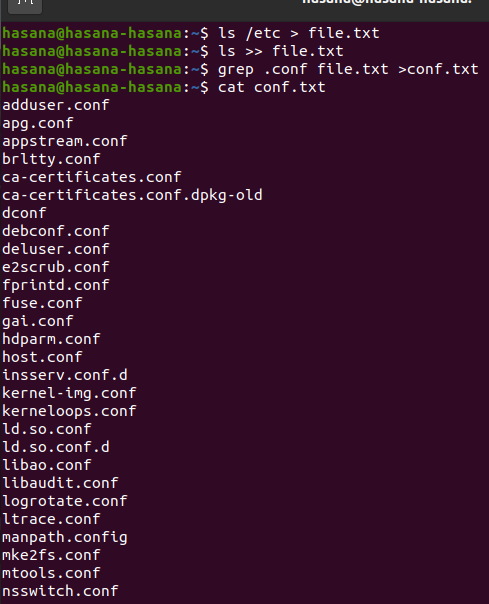 hasana@hasana-hasana:
hasana@hasana-hasana:~$ ls /etc > file.txt
hasana@hasana-hasana:~$ ls >> file.txt
hasana@hasana-hasana:~$ grep .conf file.txt >conf.txt
hasana@hasana-hasana:~$ cat conf.txt
adduser.conf
apg.conf
appstream.conf
brltty.conf
ca-certificates.conf
ca-certificates.conf.dpkg-old
dconf
debconf.conf
deluser.conf
e2scrub.conf
fprintd.conf
fuse.conf
gai.conf
hdparm.conf
host.conf
insserv.conf.d
kernel-img.conf
kerneloops.conf
ld.so.conf
ld.so.conf.d
libao.conf
libaudit.conf
logrotate.conf
ltrace.conf
manpath.config
mke2fs.conf
mtools.conf
nsswitch.conf